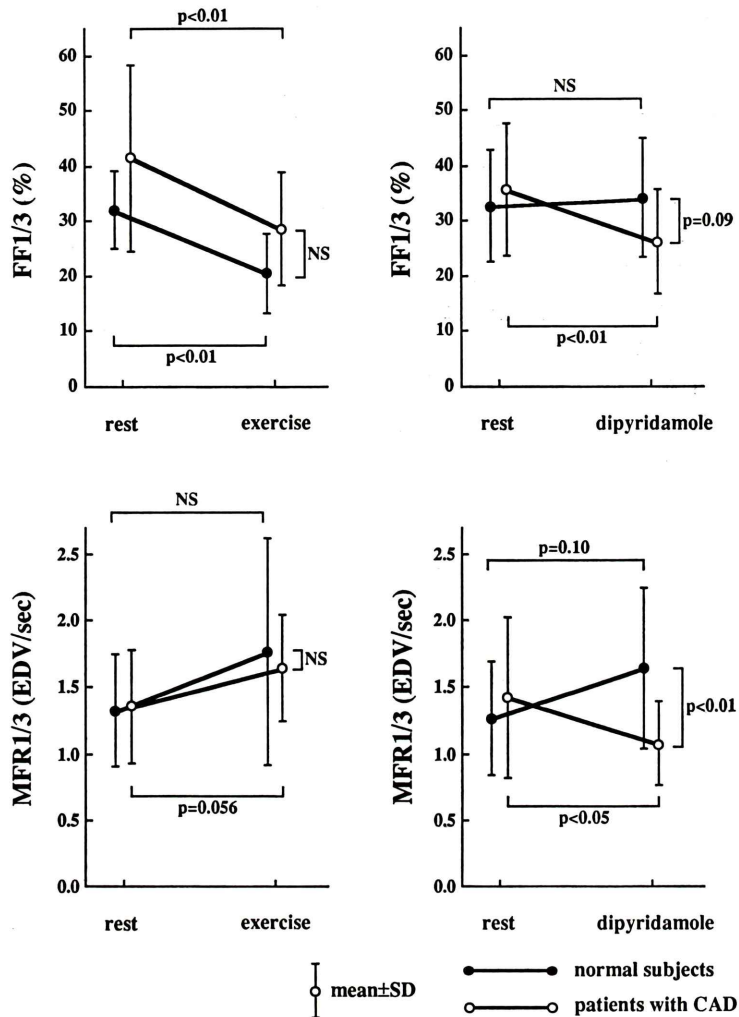 p<0.01
60
50
40
30
20
10
0
FF1/3 (%)
NS
p<0.01
rest exercise
NS
60
50
40
30
20
10
0
FF1/3 (%)
p=0.09
p<0.01
rest dipyridamole
NS
2.5
2.0
1.5
1.0
0.5
0.0
MFR1/3 (EDV/sec)
NS
p=0.056
rest exercise
p=0.10
2.5
2.0
1.5
1.0
0.5
0.0
MFR1/3 (EDV/sec)
p<0.01
p<0.05
rest dipyridamole
mean±SD
normal subjects
patients with CAD